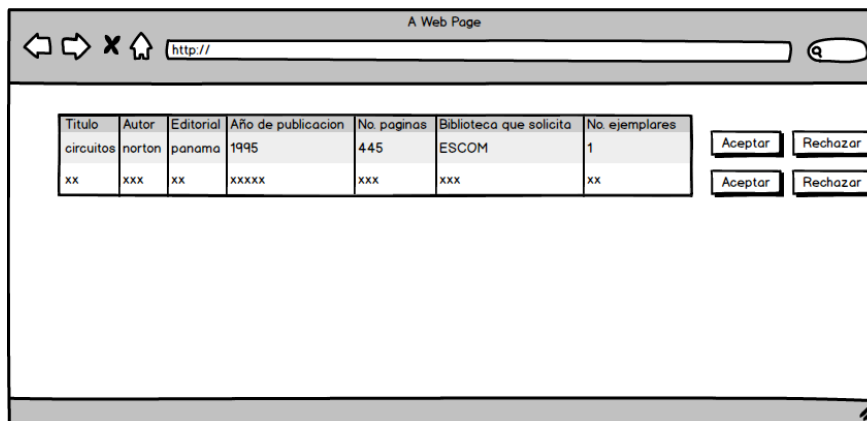 A Web Page
http://
Titulo Autor Editorial Año de publicacion No. paginas Biblioteca que solicita No. ejemplares
circuitos norton panama 1995 445 ESCOM 1 Aceptar Rechazar
xx xxx xx xxxxx xxx xxx xx Aceptar Rechazar